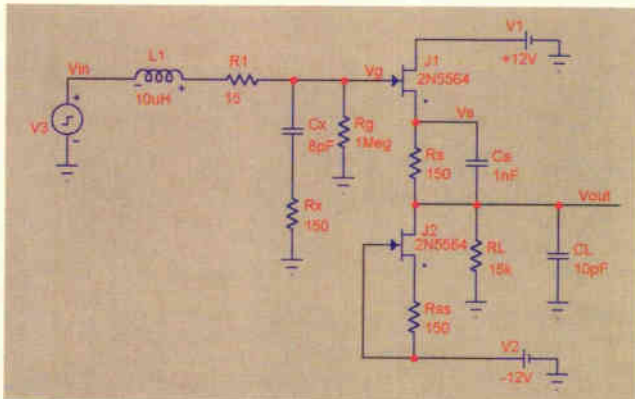 V1
+12V
J1
2N5564
Vin
L1
10uH
R1
15
Vg
V3
Cx
8pF
Rg
1Meg
Vs
Rs
150
Cs
1nF
Vout
Rx
150
J2
2N5564
RL
15k
CL
10pF
Rss
150
V2
-12V